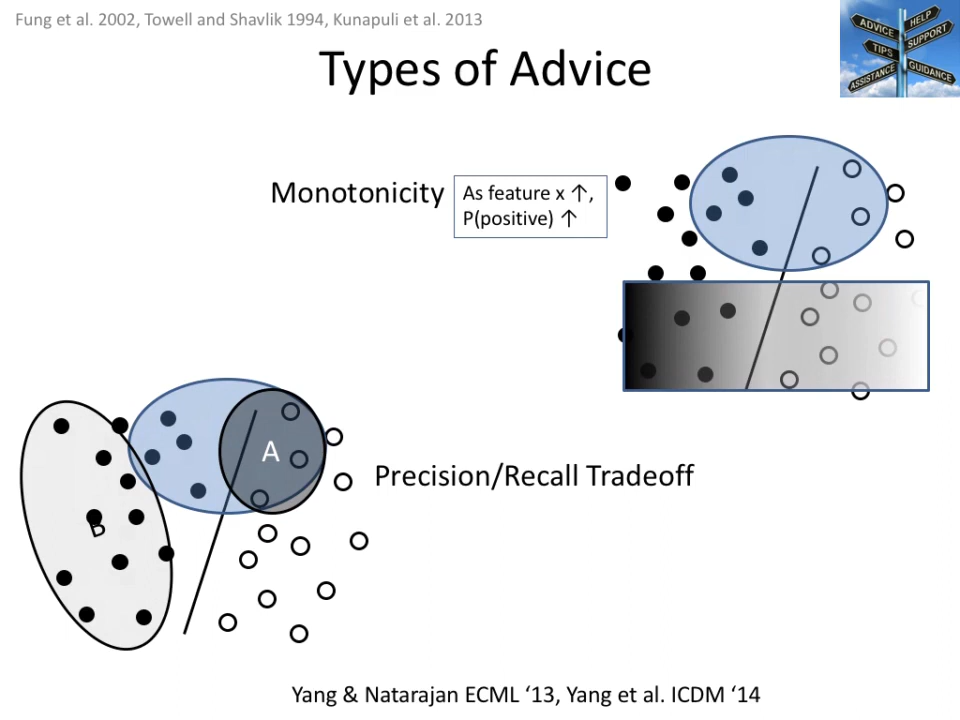 Fung et al. 2002, Towell and Shavlik 1994, Kunapuli et al. 2013
Types of Advice
ADVICE
HELP
SUPPORT
TIPS
ASSISTANCE
GUIDANCE
Monotonicity
As feature x ↑,
P(positive) ↑
A
B
Precision/Recall Tradeoff
Yang & Natarajan ECML ‘13, Yang et al. ICDM ‘14